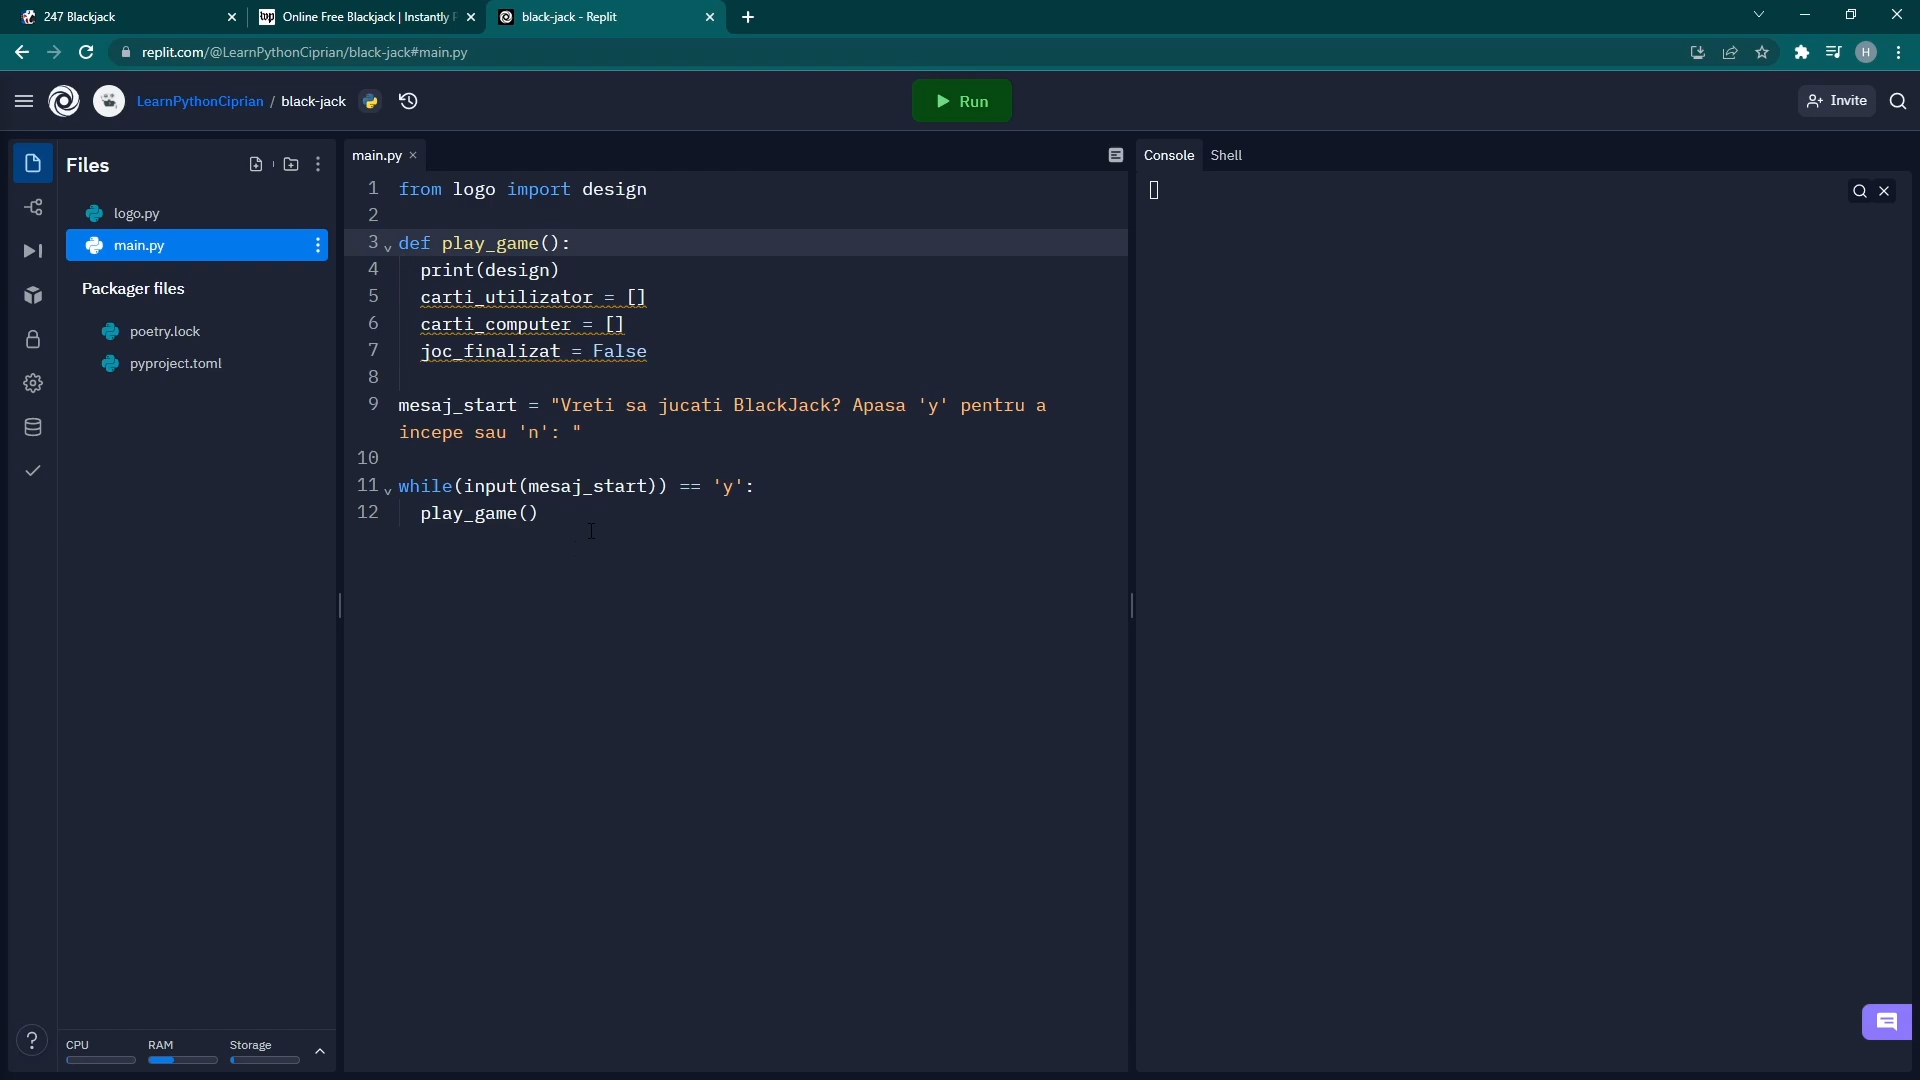 247 Blackjack
Online Free Blackjack | Instantly
black-jack - Replit
replit.com/@LearnPythonCiprian/black-jack#main.py
H
LearnPythonCiprian / black-jack
Run
Invite
Files
logo.py
main.py
Packager files
poetry.lock
pyproject.toml
CPU
RAM
Storage
main.py
1 from logo import design
2
3 def play_game():
4 print(design)
5 carti_utilizator = []
6 carti_computer = []
7 joc_finalizat = False
8
9 mesaj_start = "Vreti sa jucati BlackJack? Apasa 'y' pentru a
incepe sau 'n': "
10
11 while(input(mesaj_start)) == 'y':
12 play_game()
Console Shell